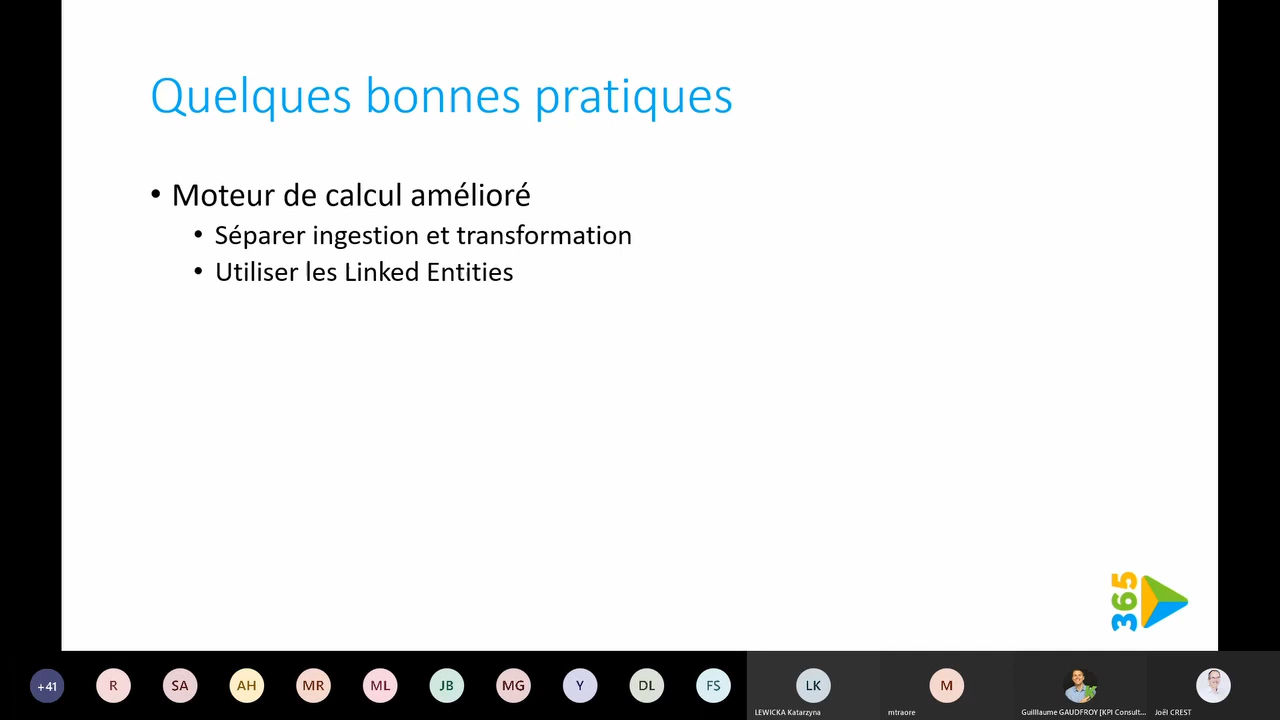 Quelques bonnes pratiques
• Moteur de calcul amélioré
• Séparer ingestion et transformation
• Utiliser les Linked Entities
365
+41
R
SA
AH
MR
ML
JB
MG
Y
DL
FS
LK
M
LEWICKA Katarzyna
mtraore
Guilllaume GAUDFROY [KPI Consult...
Joël CREST